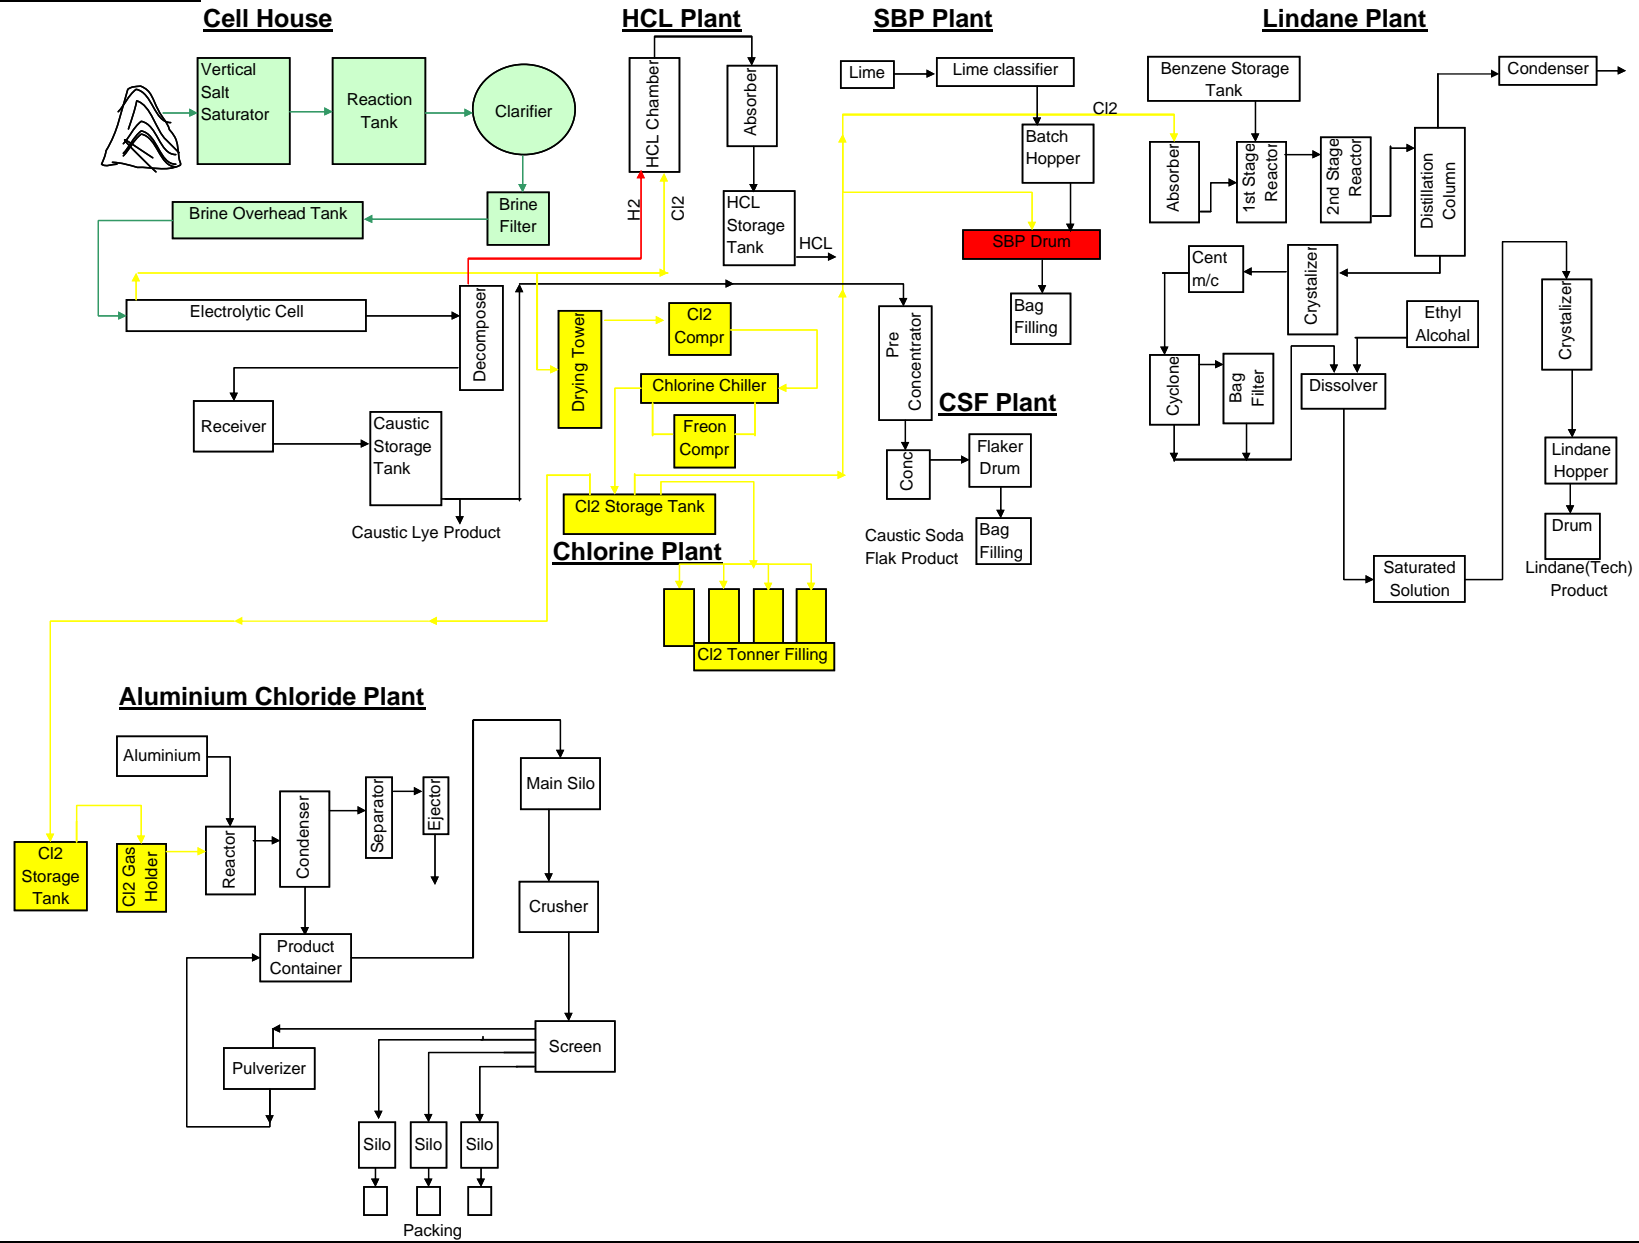 Cell House
HCL Plant
SBP Plant
Lindane Plant
Vertical
Salt
Saturator
Reaction
Tank
Clarifier
Brine
Filter
Brine Overhead Tank
Electrolytic Cell
Decomposer
Receiver
Caustic
Storage
Tank
Caustic Lye Product
HCL Chamber
Absorber
H2
Cl2
HCL
Storage
Tank
HCL
Drying Tower
Cl2
Compr
Chlorine Chiller
Freon
Compr
Cl2 Storage Tank
Chlorine Plant
Cl2 Tonner Filling
Lime
Lime classifier
Cl2
Batch
Hopper
SBP Drum
Bag
Filling
Pre
Concentrator
CSF Plant
Conc
Flaker
Drum
Caustic Soda
Flak Product
Bag
Filling
Benzene Storage
Tank
Condenser
Absorber
1st Stage
Reactor
2nd Stage
Reactor
Distillation
Column
Cent
m/c
Crystalizer
Cyclone
Bag
Filter
Ethyl
Alcohal
Dissolver
Crystalizer
Lindane
Hopper
Drum
Lindane(Tech)
Product
Saturated
Solution
Aluminium Chloride Plant
Aluminium
Cl2
Storage
Tank
Cl2 Gas
Holder
Reactor
Condenser
Separator
Ejector
Product
Container
Main Silo
Crusher
Screen
Pulverizer
Silo
Silo
Silo
Packing